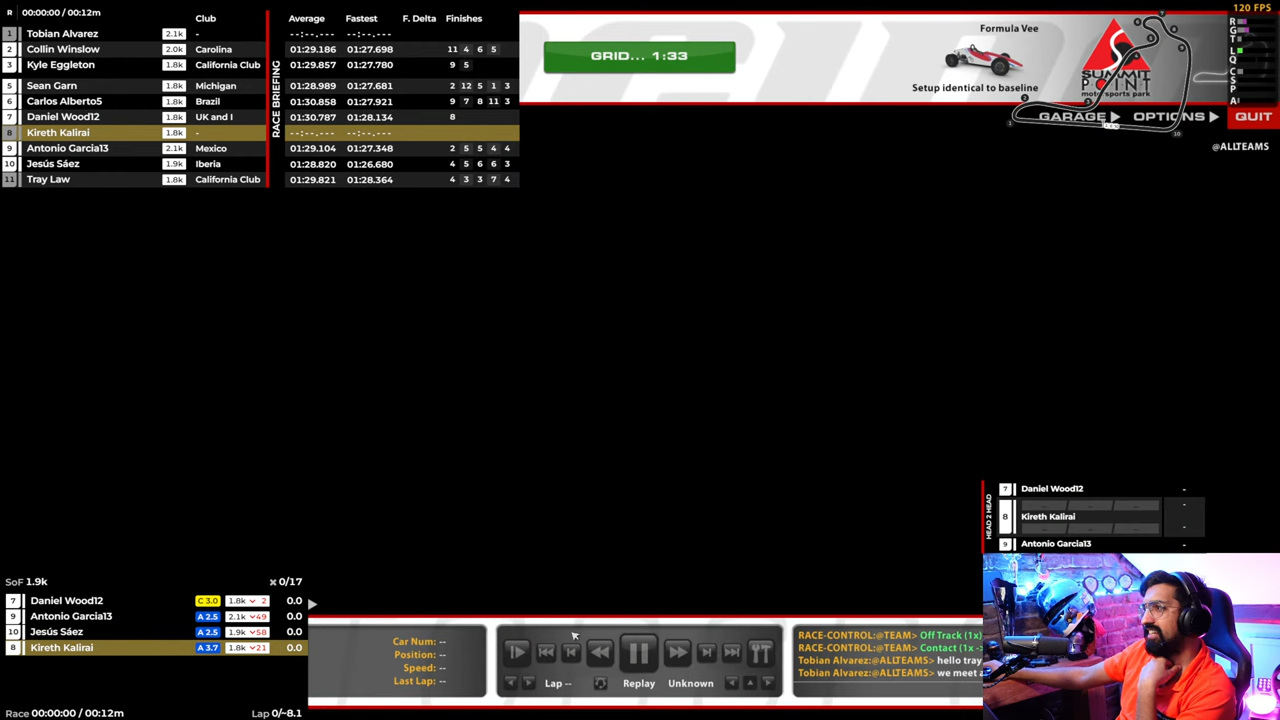 R 00:00:00 / 00:12m Club
1 Tobian Alvarez 2.1k -
2 Collin Winslow 2.0k Carolina
3 Kyle Eggleton 1.8k California Club
5 Sean Garn 1.8k Michigan
6 Carlos Alberto5 1.8k Brazil
7 Daniel Wood12 1.8k UK and I
8 Kireth Kalirai 1.8k -
9 Antonio Garcia13 2.1k Mexico
10 Jesús Sáez 1.9k Iberia
11 Tray Law 1.8k California Club
RACE BRIEFING
Average Fastest F. Delta Finishes
--:--.--- --:--.---
01:29.186 01:27.698 11 4 6 5
01:29.857 01:27.780 9 5
01:28.989 01:27.681 2 12 5 1 3
01:30.858 01:27.921 9 7 8 11 3
01:30.787 01:28.134 8
--:--.--- --:--.---
01:29.104 01:27.348 2 5 5 4 4
01:28.820 01:26.680 4 5 6 6 3
01:29.821 01:28.364 4 3 3 7 4
GRID... 1:33
Formula Vee
Setup identical to baseline
SUMMIT
POINT
motor sports park
120 FPS
R
G
T
L
Q
C
S
P
A
GARAGE OPTIONS QUIT
@ALLTEAMS
HEAD 2 HEAD
7 Daniel Wood12 -
8 Kireth Kalirai -
-
9 Antonio Garcia13 -
SoF 1.9k 0/17
7 Daniel Wood12 C 3.0 1.8k 2 0.0
9 Antonio Garcia13 A 2.5 2.1k 49 0.0
10 Jesús Sáez A 2.5 1.9k 58 0.0
8 Kireth Kalirai A 3.7 1.8k 21 0.0
Race 00:00:00 / 00:12m Lap 0/~8.1
Car Num: --
Position: --
Speed: --
Last Lap: --
Lap -- Replay Unknown
RACE-CONTROL:@TEAM> Off Track (1x)
RACE-CONTROL:@TEAM> Contact (1x ->
Tobian Alvarez:@ALLTEAMS> hello tray
Tobian Alvarez:@ALLTEAMS> we meet a